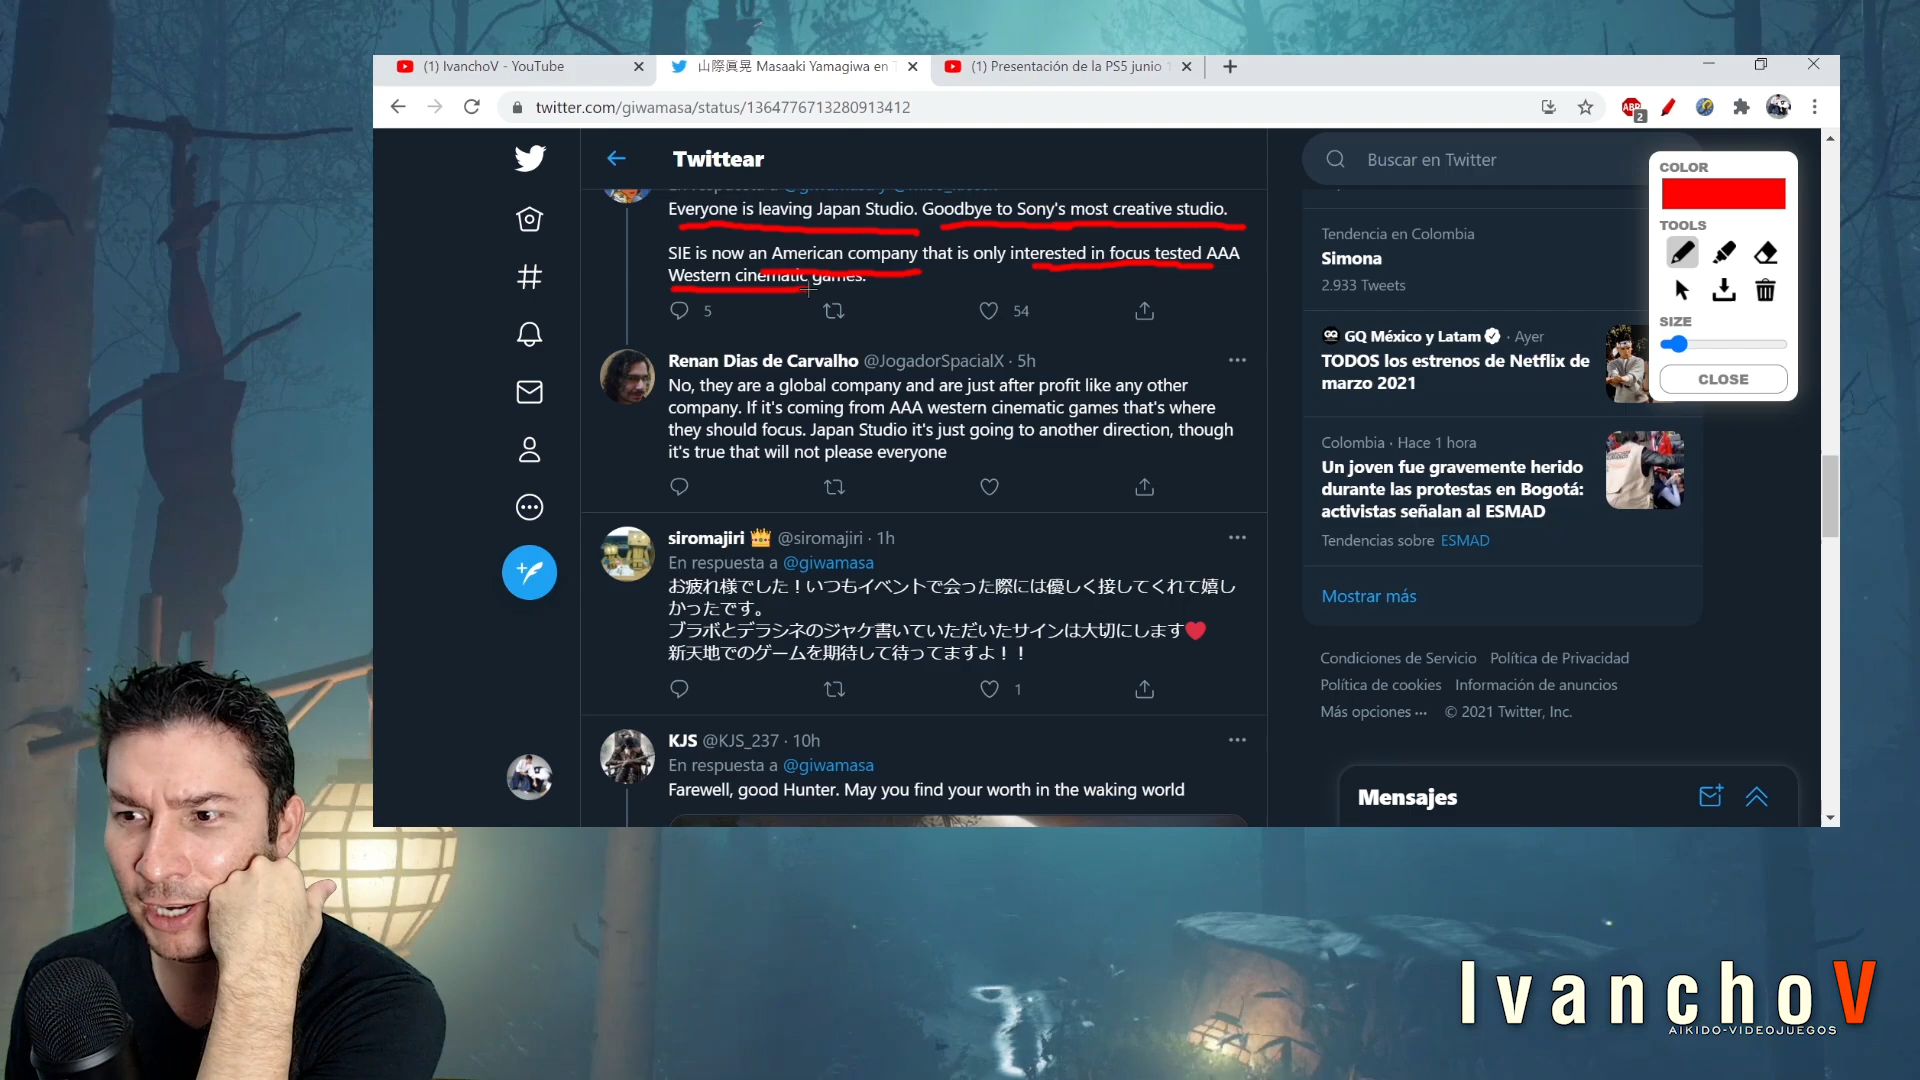 (1) IvanchoV - YouTube
山際眞晃 Masaaki Yamagiwa en
(1) Presentación de la PS5 junio
twitter.com/giwamasa/status/1364776713280913412
ABP
2
Twittear
Buscar en Twitter
Everyone is leaving Japan Studio. Goodbye to Sony's most creative studio.
SIE is now an American company that is only interested in focus tested AAA
Western cinematic games.
5
54
Renan Dias de Carvalho @JogadorSpacialX · 5h
No, they are a global company and are just after profit like any other
company. If it's coming from AAA western cinematic games that's where
they should focus. Japan Studio it's just going to another direction, though
it's true that will not please everyone
siromajiri 👑 @siromajiri · 1h
En respuesta a @giwamasa
お疲れ様でした！いつもイベントで会った際には優しく接してくれて嬉し
かったです。
ブラボとデラシネのジャケ書いていただいたサインは大切にします❤️
新天地でのゲームを期待して待ってますよ！！
1
KJS @KJS_237 · 10h
En respuesta a @giwamasa
Farewell, good Hunter. May you find your worth in the waking world
Tendencia en Colombia
Simona
2.933 Tweets
GQ México y Latam · Ayer
TODOS los estrenos de Netflix de
marzo 2021
Colombia · Hace 1 hora
Un joven fue gravemente herido
durante las protestas en Bogotá:
activistas señalan al ESMAD
Tendencias sobre ESMAD
Mostrar más
Condiciones de Servicio Política de Privacidad
Política de cookies Información de anuncios
Más opciones ··· © 2021 Twitter, Inc.
Mensajes
COLOR
TOOLS
SIZE
CLOSE
IvanchoV
AIKIDO-VIDEOJUEGOS